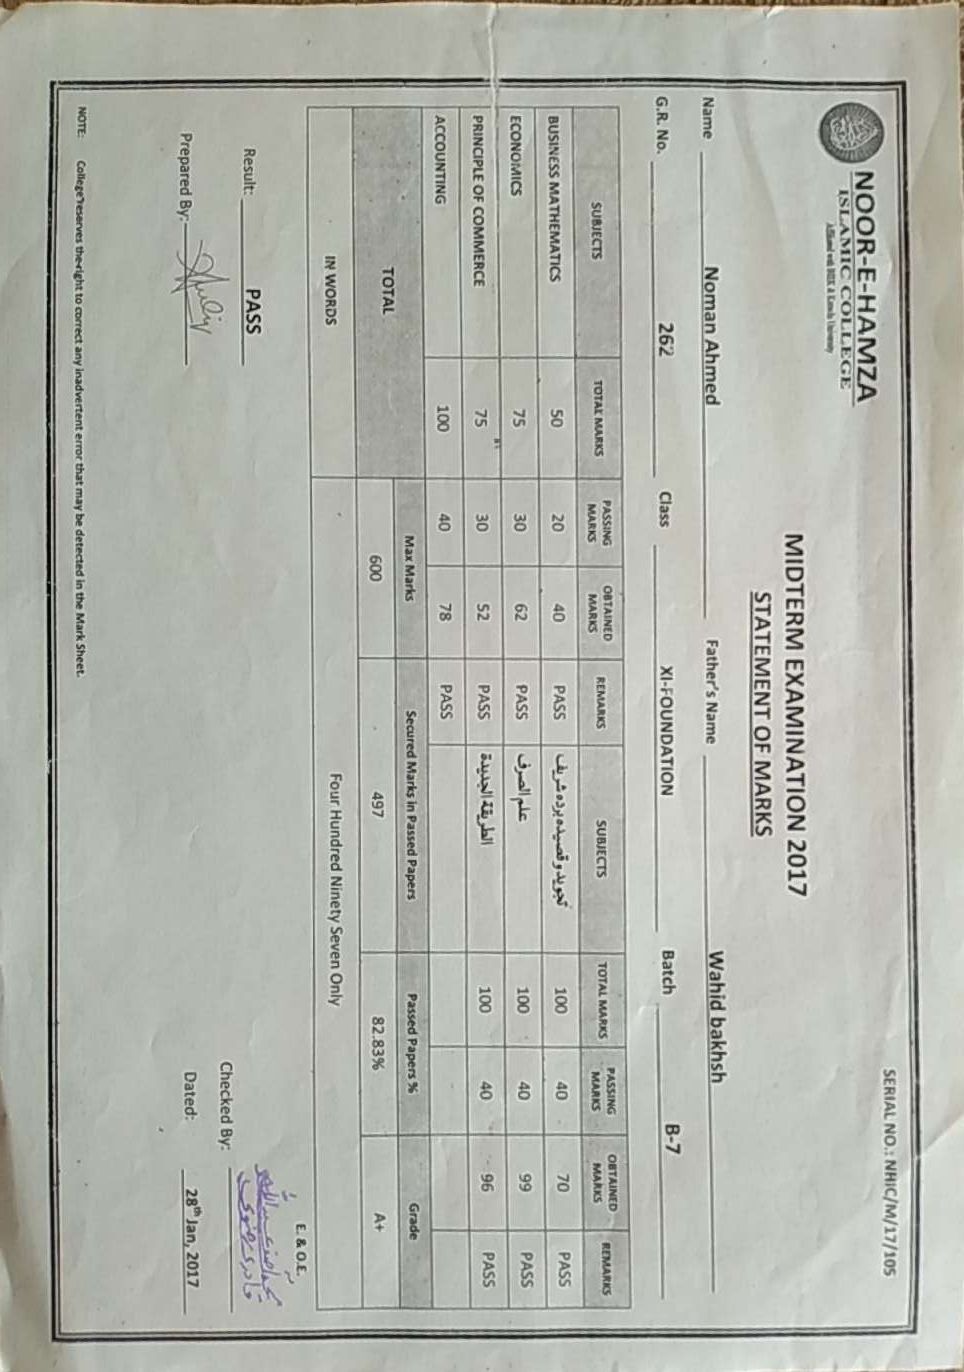 SERIAL NO.: NHIC/M/17/105
NOOR-E-HAMZA
ISLAMIC COLLEGE
Affiliated with BIEK & Karachi University
MIDTERM EXAMINATION 2017
STATEMENT OF MARKS
Name Noman Ahmed Father's Name Wahid bakhsh
G.R. No. 262 Class XI-FOUNDATION Batch B-7
SUBJECTS TOTAL MARKS PASSING MARKS OBTAINED MARKS REMARKS SUBJECTS TOTAL MARKS PASSING MARKS OBTAINED MARKS REMARKS
BUSINESS MATHEMATICS 50 20 40 PASS تجويد و قصیده برده شریف 100 40 70 PASS
ECONOMICS 75 30 62 PASS علم الصرف 100 40 99 PASS
PRINCIPLE OF COMMERCE 75 30 52 PASS الطريقة الجديدة 100 40 96 PASS
ACCOUNTING 100 40 78 PASS
TOTAL Max Marks Secured Marks in Passed Papers Passed Papers % Grade
600 497 82.83% A+
IN WORDS Four Hundred Ninety Seven Only
E. & O.E.
Result: PASS Checked By:
Prepared By: Dated: 28th Jan, 2017
NOTE: College reserves the right to correct any inadvertent error that may be detected in the Mark Sheet.